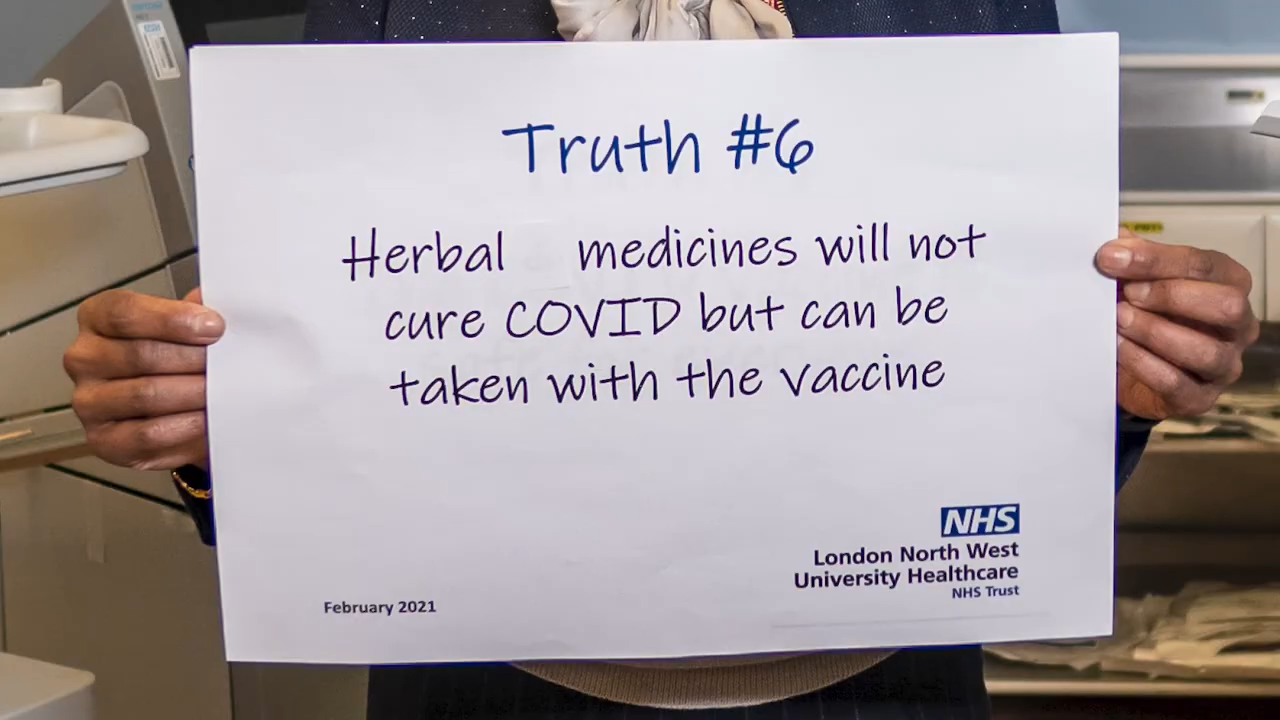 Truth #6
Herbal medicines will not
cure COVID but can be
taken with the vaccine
NHS
London North West
University Healthcare
NHS Trust
February 2021